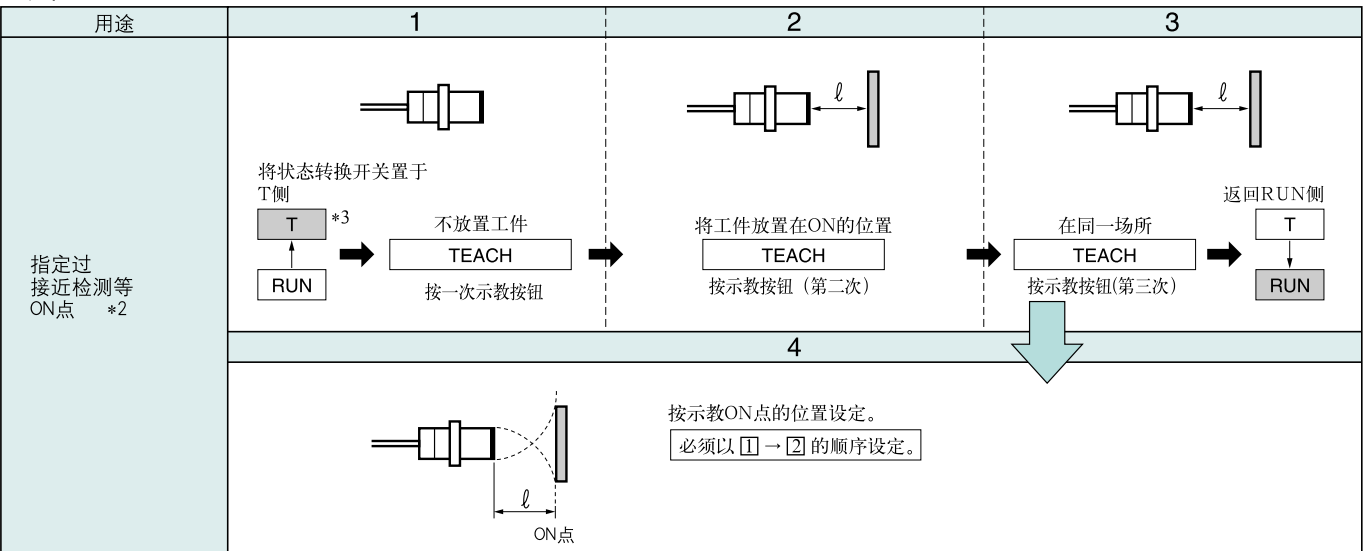 用途
1
2
3
指定过
接近检测等
ON点 *2
将状态转换开关置于
T侧
T *3
RUN
不放置工件
TEACH
按一次示教按钮
ℓ
将工件放置在ON的位置
TEACH
按示教按钮（第二次）
ℓ
在同一场所
TEACH
按示教按钮(第三次)
返回RUN侧
T
RUN
4
ℓ
ON点
按示教ON点的位置设定。
必须以 1 → 2 的顺序设定。